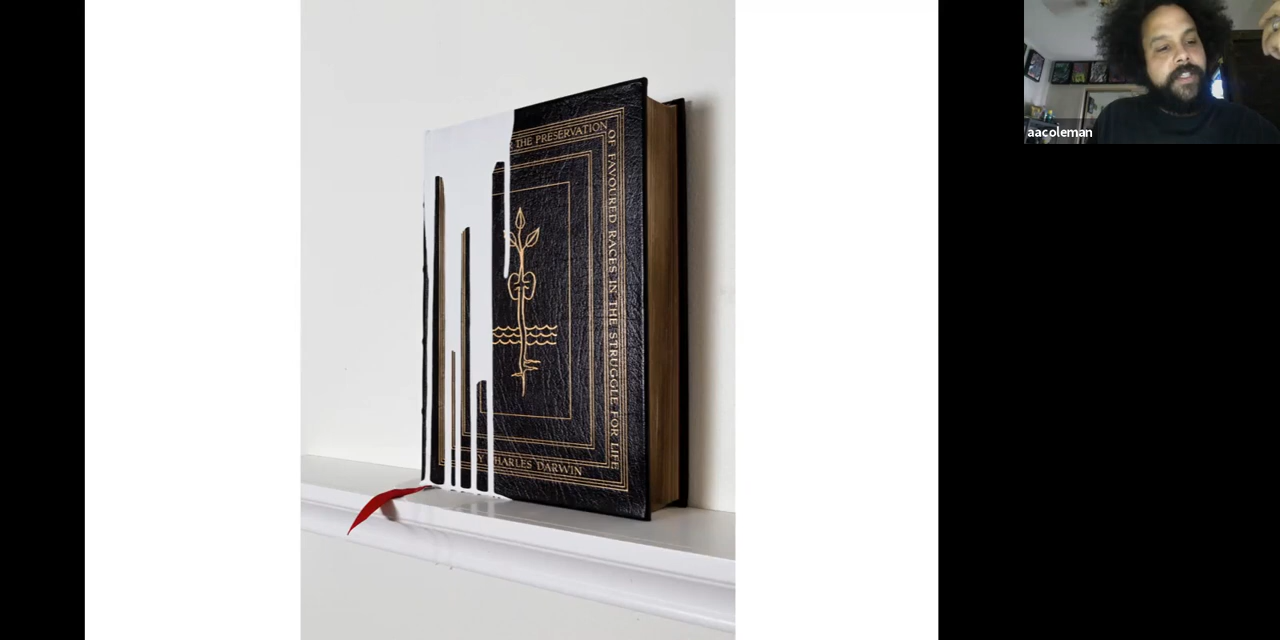 THE PRESERVATION
OF FAVOURED RACES IN THE STRUGGLE FOR LIFE
Y CHARLES DARWIN
aacoleman